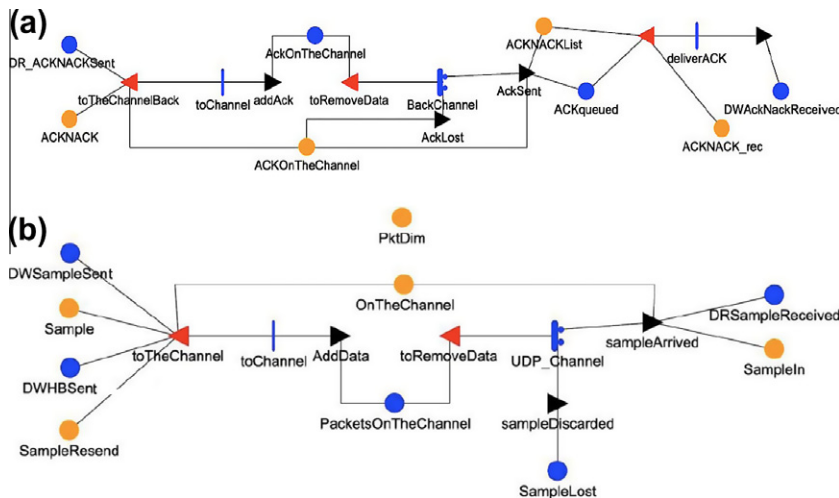 (a)
DR_ACKNACKSent
AckOnTheChannel
ACKNACKList
toTheChannelBack
toChannel
addAck
toRemoveData
BackChannel
AckSent
deliverACK
ACKNACK
AckLost
ACKqueued
DWAckNackReceived
ACKOnTheChannel
ACKNACK_rec
(b)
PktDim
DWSampleSent
OnTheChannel
Sample
DRSampleReceived
toTheChannel
toChannel
AddData
toRemoveData
UDP_Channel
sampleArrived
DWHBSent
SampleIn
PacketsOnTheChannel
sampleDiscarded
SampleResend
SampleLost